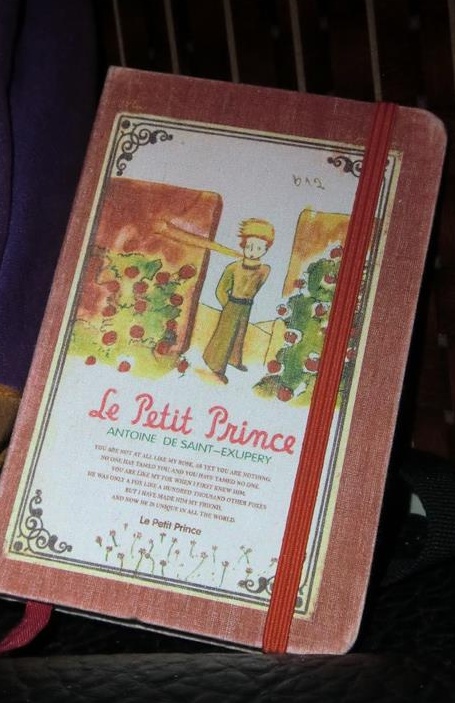 Le Petit Prince
ANTOINE DE SAINT-EXUPERY
YOU ARE NOT AT ALL LIKE MY ROSE. AS YET YOU ARE NOTHING.
NO ONE HAS TAMED YOU AND YOU HAVE TAMED NO ONE.
YOU ARE LIKE MY FOX WHEN I FIRST KNEW HIM.
HE WAS ONLY A FOX LIKE A HUNDRED THOUSAND OTHER FOXES
BUT I HAVE MADE HIM MY FRIEND,
AND NOW HE IS UNIQUE IN ALL THE WORLD.
Le Petit Prince